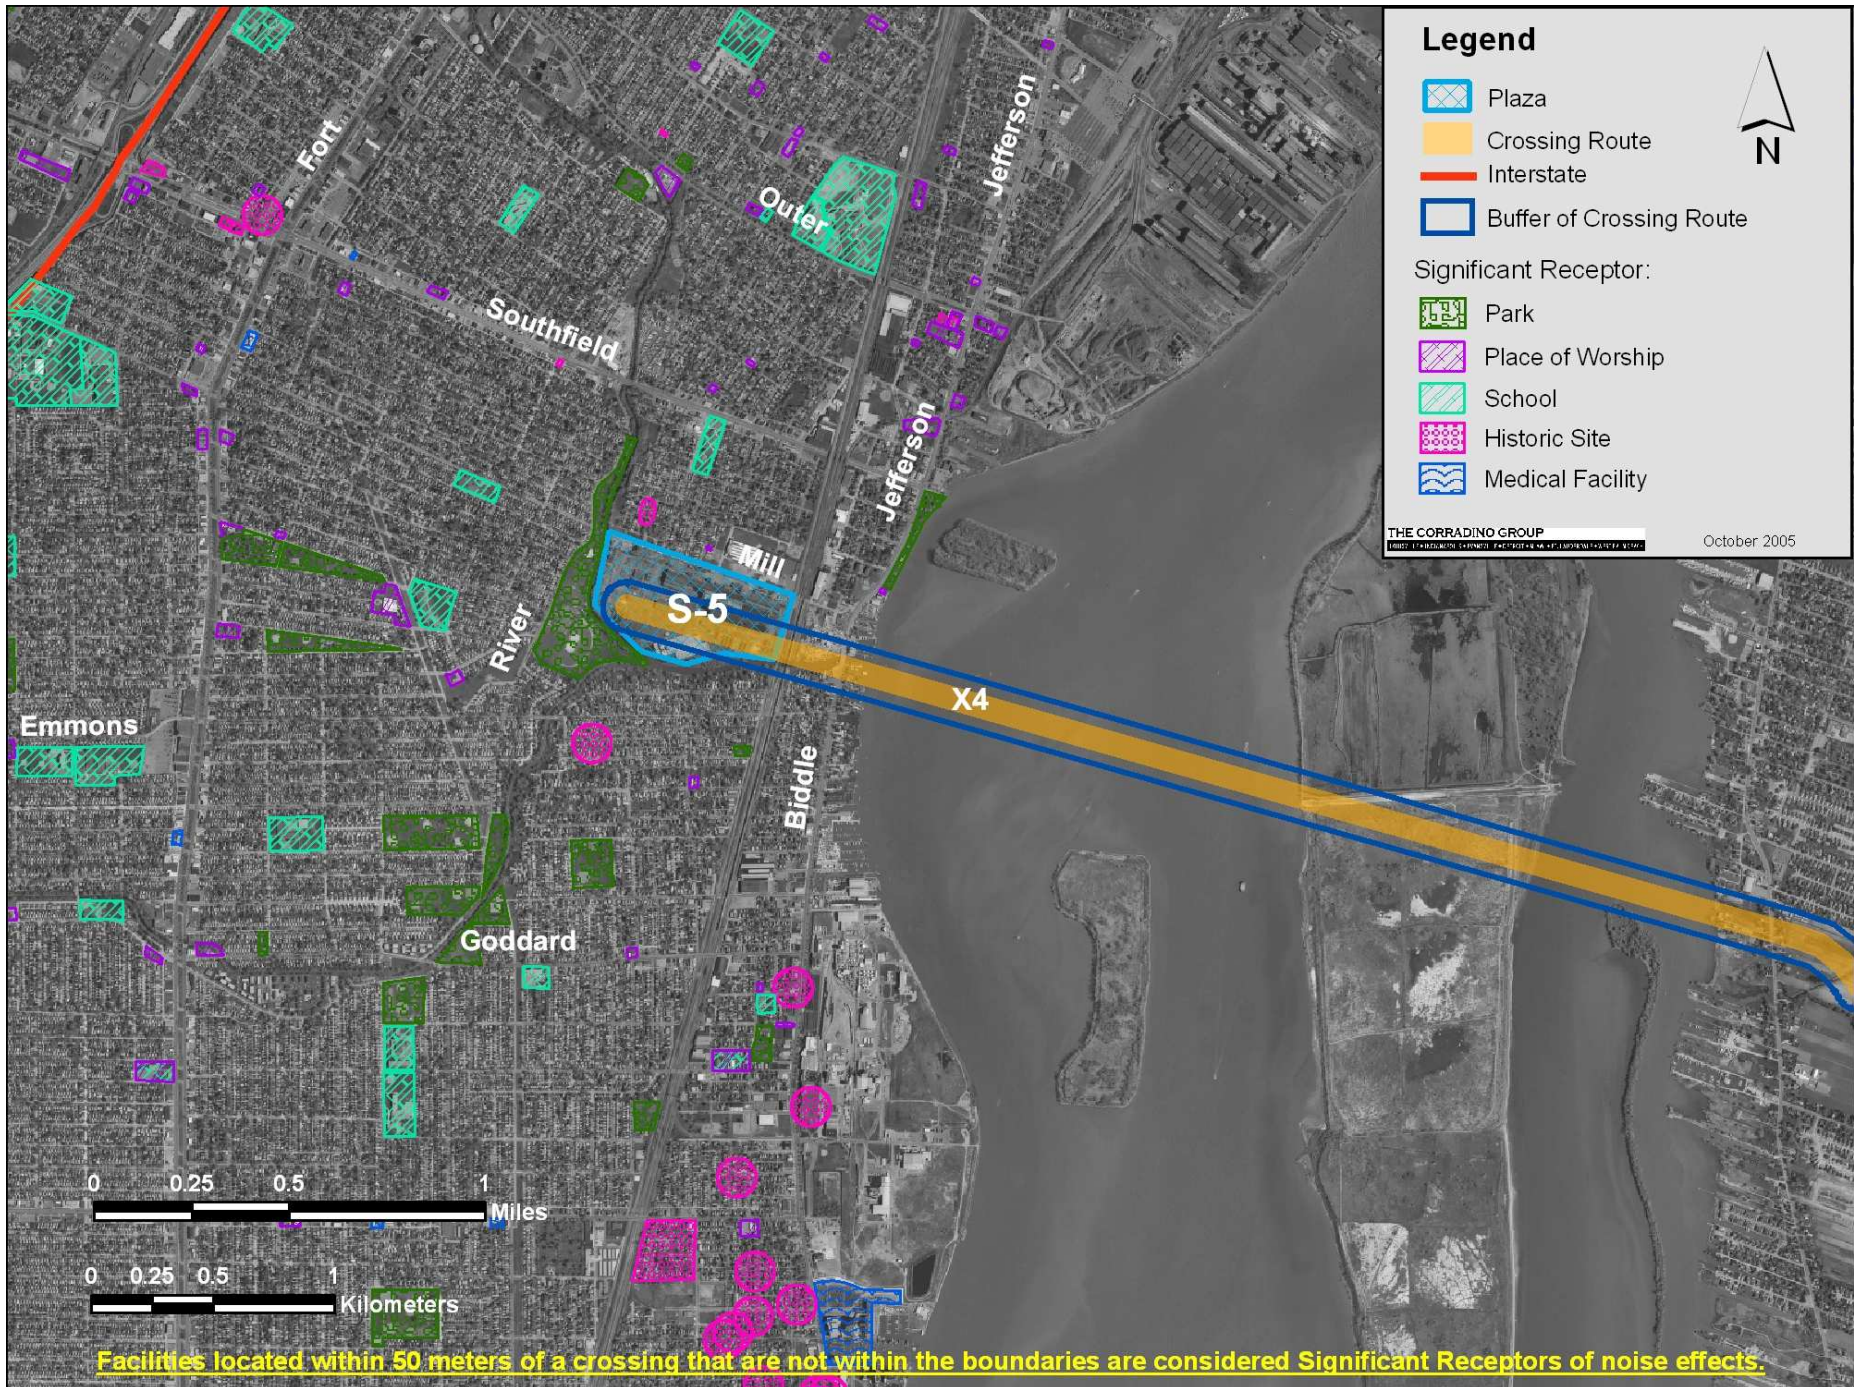 Legend
N
Plaza
Crossing Route
Interstate
Buffer of Crossing Route
Significant Receptor:
Park
Place of Worship
School
Historic Site
Medical Facility
THE CORRADINO GROUP
October 2005
Fort
Jefferson
Outer
Southfield
Jefferson
Mill
S-5
River
X4
Emmons
Biddle
Goddard
0 0.25 0.5 1
Miles
0 0.25 0.5 1
Kilometers
Facilities located within 50 meters of a crossing that are not within the boundaries are considered Significant Receptors of noise effects.